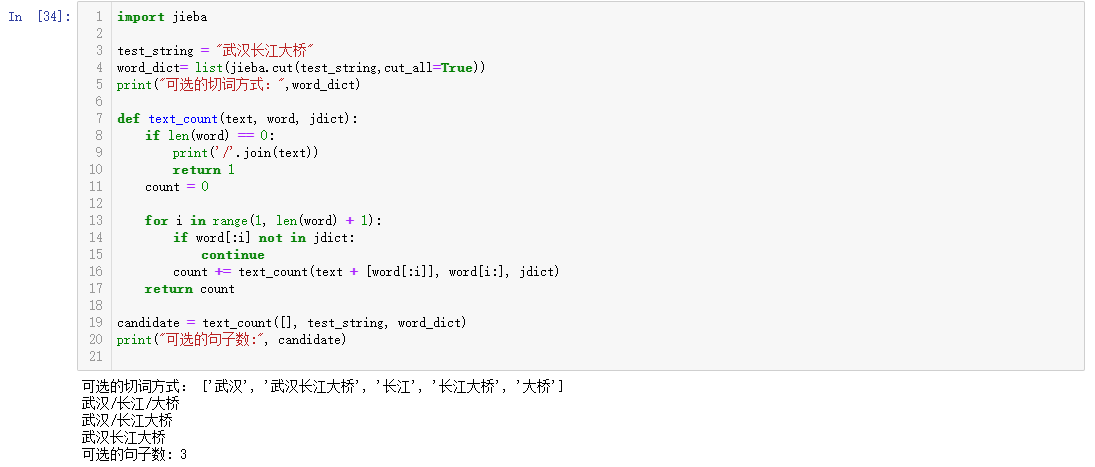 In [34]:
1 import jieba
2
3 test_string = "武汉长江大桥"
4 word_dict= list(jieba.cut(test_string,cut_all=True))
5 print("可选的切词方式：",word_dict)
6
7 def text_count(text, word, jdict):
8     if len(word) == 0:
9         print('/'.join(text))
10         return 1
11     count = 0
12
13     for i in range(1, len(word) + 1):
14         if word[:i] not in jdict:
15             continue
16         count += text_count(text + [word[:i]], word[i:], jdict)
17     return count
18
19 candidate = text_count([], test_string, word_dict)
20 print("可选的句子数:", candidate)
21
可选的切词方式： ['武汉', '武汉长江大桥', '长江', '长江大桥', '大桥']
武汉/长江/大桥
武汉/长江大桥
武汉长江大桥
可选的句子数: 3